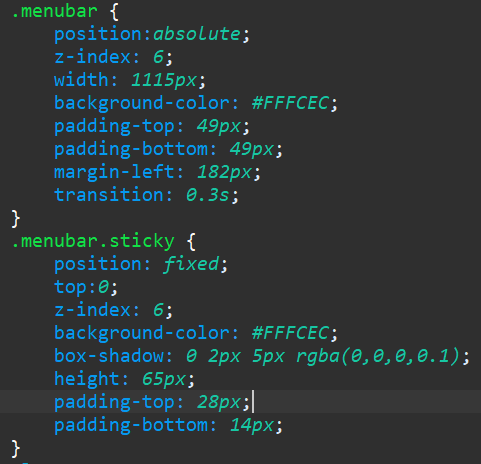 .menubar {
    position:absolute;
    z-index: 6;
    width: 1115px;
    background-color: #FFFCEC;
    padding-top: 49px;
    padding-bottom: 49px;
    margin-left: 182px;
    transition: 0.3s;
}
.menubar.sticky {
    position: fixed;
    top:0;
    z-index: 6;
    background-color: #FFFCEC;
    box-shadow: 0 2px 5px rgba(0,0,0,0.1);
    height: 65px;
    padding-top: 28px;
    padding-bottom: 14px;
}